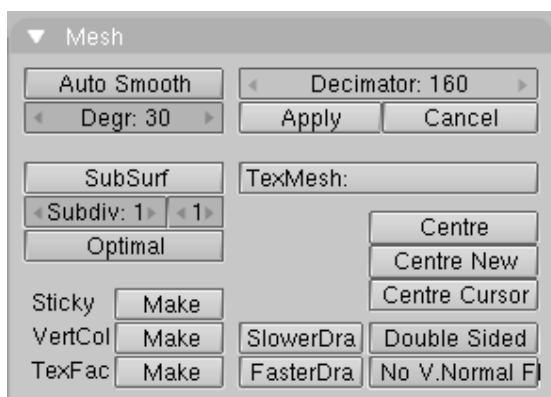 Mesh
Auto Smooth Decimator: 160
Degr: 30 Apply Cancel
SubSurf TexMesh:
Subdiv: 1 1
Centre
Optimal
Centre New
Centre Cursor
Sticky Make
VertCol Make SlowerDra Double Sided
TexFac Make FasterDra No V.Normal Fl